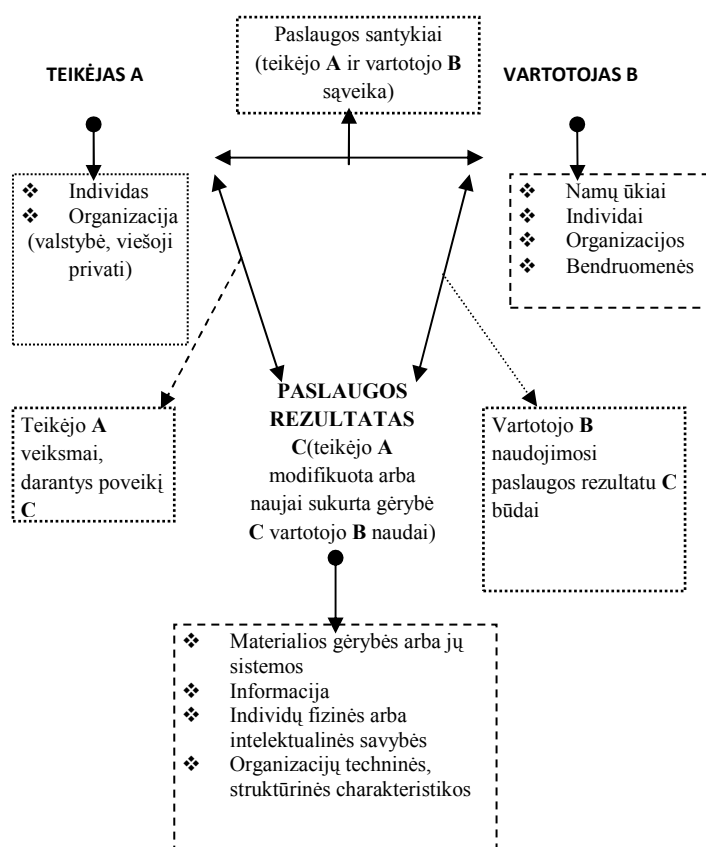 Paslaugos santykiai
(teikėjo A ir vartotojo B
sąveika)
TEIKĖJAS A
VARTOTOJAS B
❖ Individas
❖ Organizacija
(valstybė, viešoji
privati)
❖ Namų ūkiai
❖ Individai
❖ Organizacijos
❖ Bendruomenės
Teikėjo A
veiksmai,
darantys poveikį
C
PASLAUGOS
REZULTATAS
C(teikėjo A
modifikuota arba
naujai sukurta gėrybė
C vartotojo B naudai)
Vartotojo B
naudojimosi
paslaugos rezultatu C
būdai
❖ Materialios gėrybės arba jų
sistemos
❖ Informacija
❖ Individų fizinės arba
intelektualinės savybės
❖ Organizacijų techninės,
struktūrinės charakteristikos